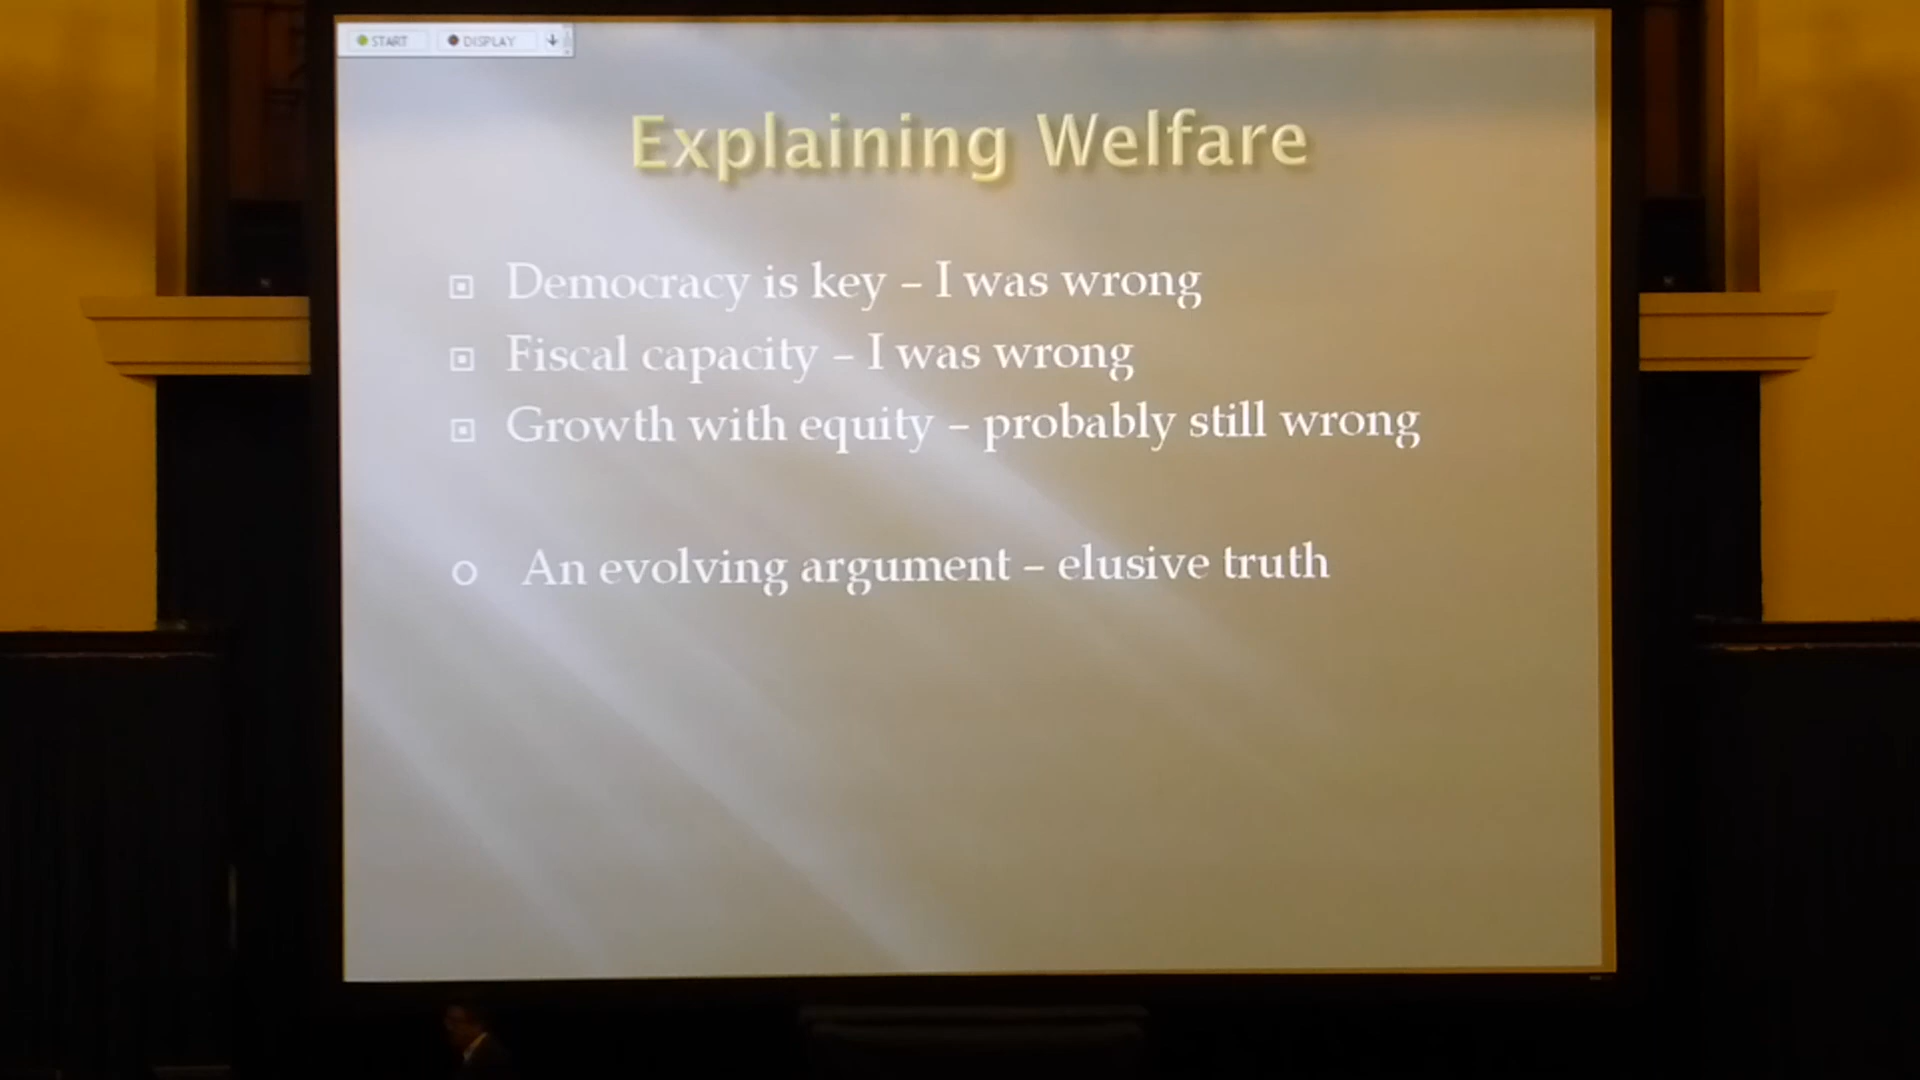 START DISPLAY
Explaining Welfare
Democracy is key – I was wrong
Fiscal capacity – I was wrong
Growth with equity – probably still wrong
An evolving argument – elusive truth